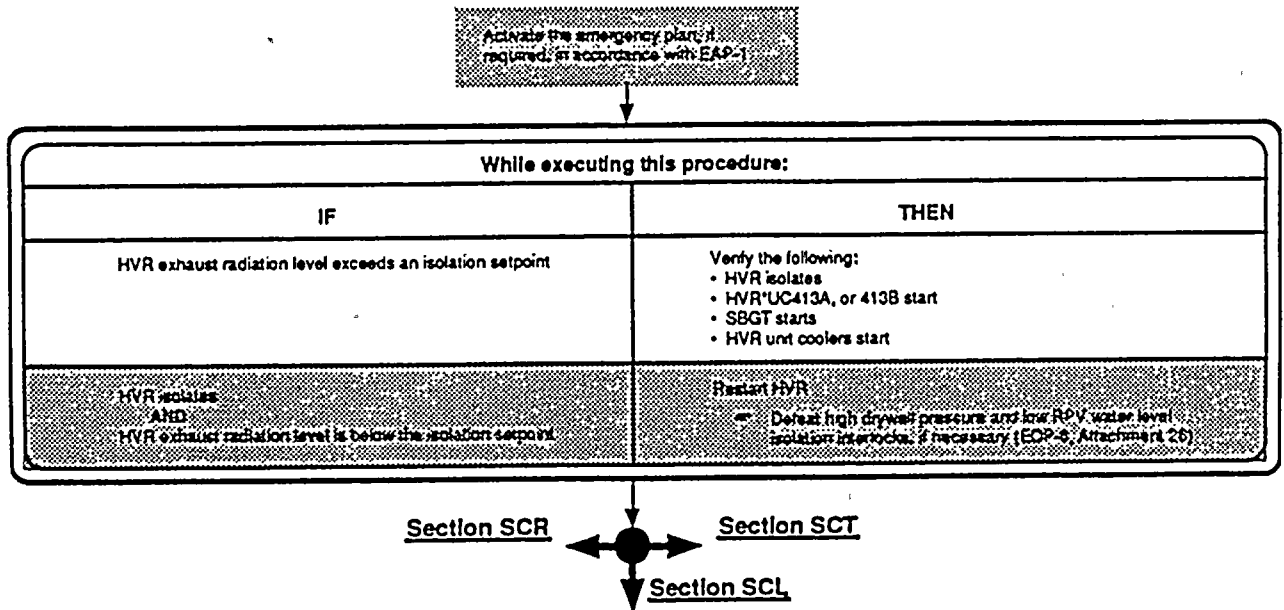 Activate the emergency plan, if
required, in accordance with EAP-1
While executing this procedure:
IF
THEN
HVR exhaust radiation level exceeds an isolation setpoint
Verify the following:
• HVR isolates
• HVR*UC413A, or 413B start
• SBGT starts
• HVR unit coolers start
HVR isolates
AND
HVR exhaust radiation level is below the isolation setpoint
Restart HVR
Defeat high drywell pressure and low RPV water level
isolation interlocks, if necessary [EOP-6, Attachment 26]
Section SCR
Section SCT
Section SCL